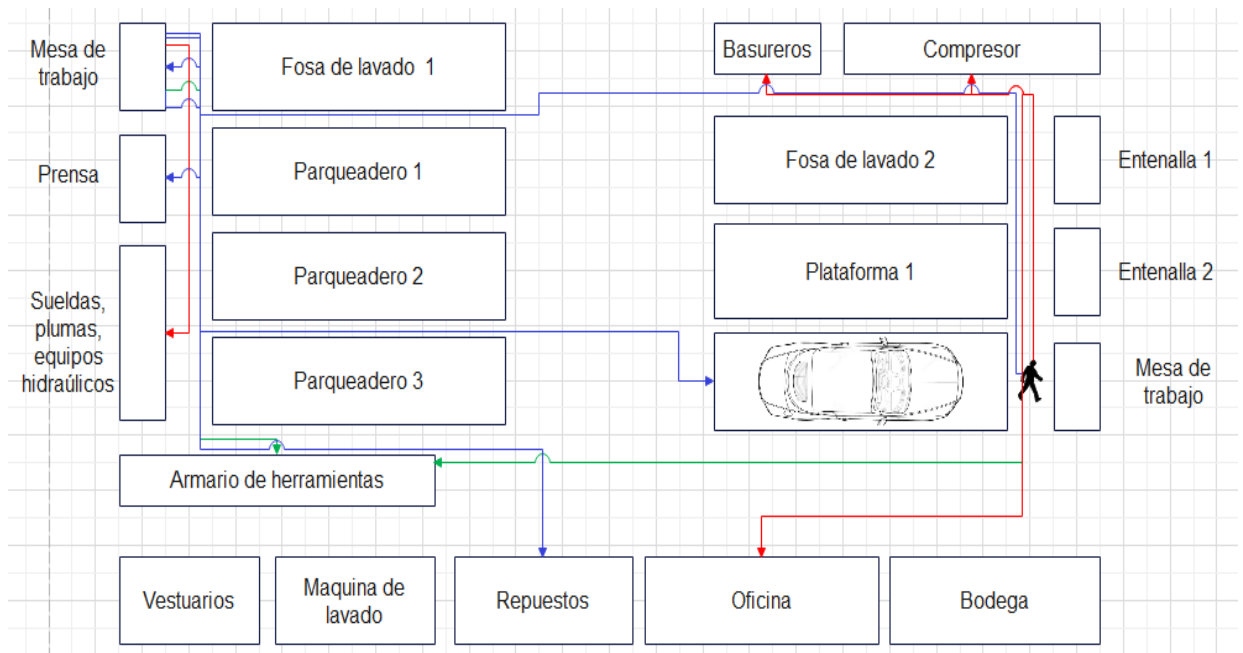 Mesa de
trabajo
Fosa de lavado 1
Basureros
Compresor
Prensa
Parqueadero 1
Fosa de lavado 2
Entenalla 1
Parqueadero 2
Plataforma 1
Entenalla 2
Sueldas,
plumas,
equipos
hidraúlicos
Parqueadero 3
Mesa de
trabajo
Armario de herramientas
Vestuarios
Maquina de
lavado
Repuestos
Oficina
Bodega